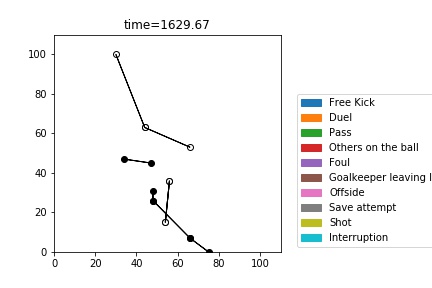 time=1629.67
100
80
60
40
20
0
0 20 40 60 80 100
Free Kick
Duel
Pass
Others on the ball
Foul
Goalkeeper leaving l
Offside
Save attempt
Shot
Interruption